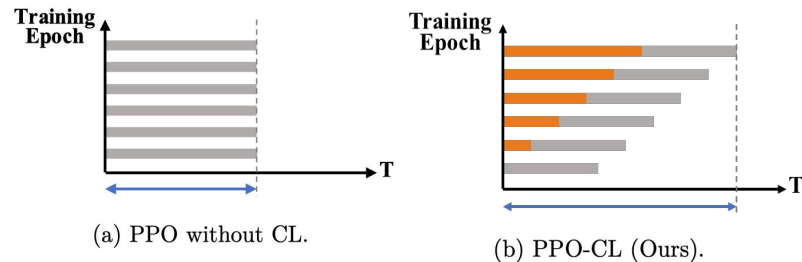 Training
Epoch
T
(a) PPO without CL.
Training
Epoch
T
(b) PPO-CL (Ours).